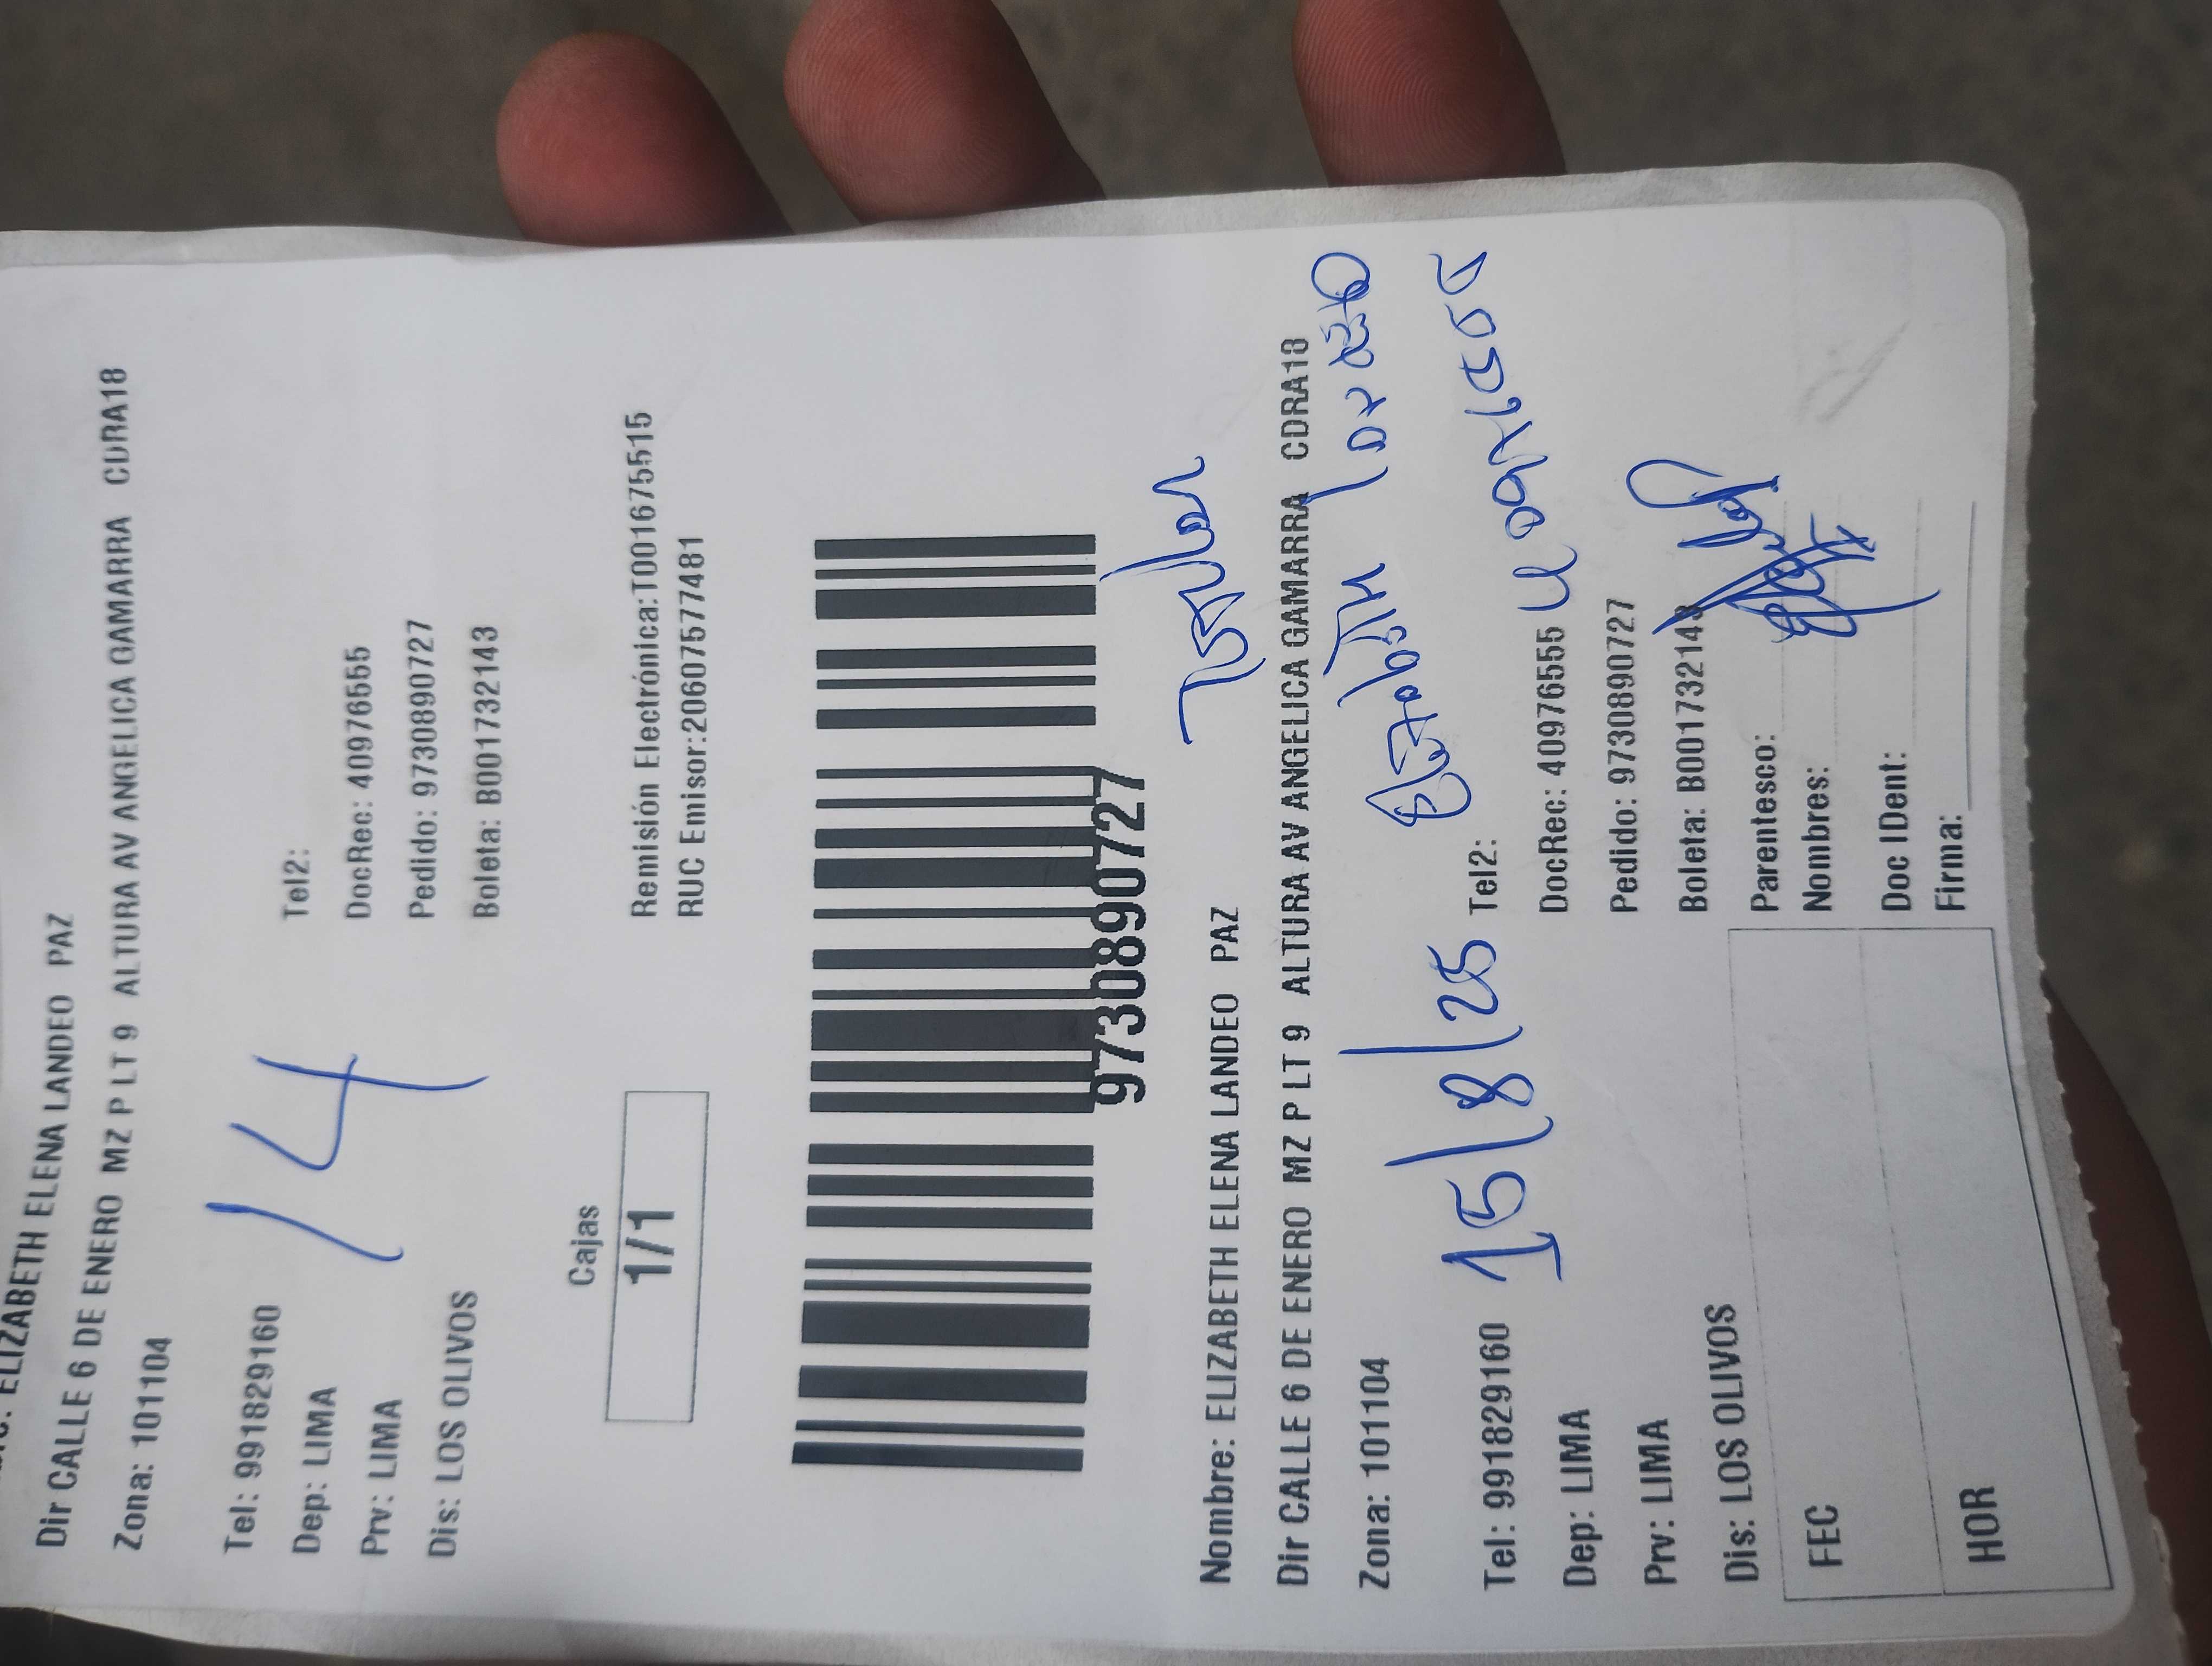 ELIZABETH ELENA LANDEO PAZ
Dir CALLE 6 DE ENERO MZ P LT 9 ALTURA AV ANGELICA GAMARRA CDRA18
Zona: 101104
14
Tel: 991829160 Tel2:
Dep: LIMA DocRec: 40976555
Prv: LIMA Pedido: 9730890727
Dis: LOS OLIVOS Boleta: B001732143
Cajas
1/1
Remisión Electrónica:T001675515
RUC Emisor:20607577481
9730890727
Titular
Nombre: ELIZABETH ELENA LANDEO PAZ
Dir CALLE 6 DE ENERO MZ P LT 9 ALTURA AV ANGELICA GAMARRA CDRA18
Elizabeth Landeo
Zona: 101104
15/8/25
40976555
Tel: 991829160 Tel2:
Dep: LIMA DocRec: 40976555
Prv: LIMA Pedido: 9730890727
Dis: LOS OLIVOS Boleta: B001732143
Parentesco:
FEC Nombres:
Doc IDent:
HOR Firma: